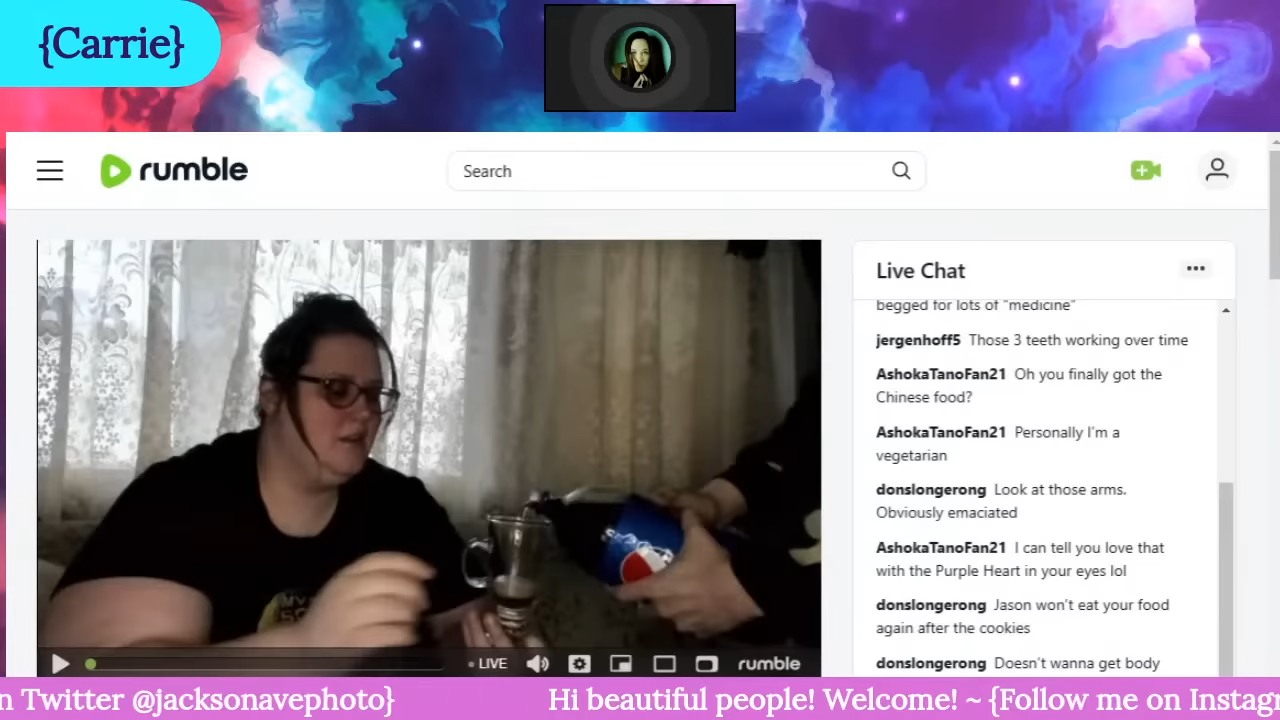 {Carrie}
rumble
Search
Live Chat
begged for lots of "medicine"
jergenhoff5 Those 3 teeth working over time
AshokaTanoFan21 Oh you finally got the
Chinese food?
AshokaTanoFan21 Personally I'm a
vegetarian
donslongerong Look at those arms.
Obviously emaciated
AshokaTanoFan21 I can tell you love that
with the Purple Heart in your eyes lol
donslongerong Jason won't eat your food
again after the cookies
donslongerong Doesn't wanna get body
LIVE
rumble
n Twitter @jacksonavephoto}
Hi beautiful people! Welcome! ~ {Follow me on Instag